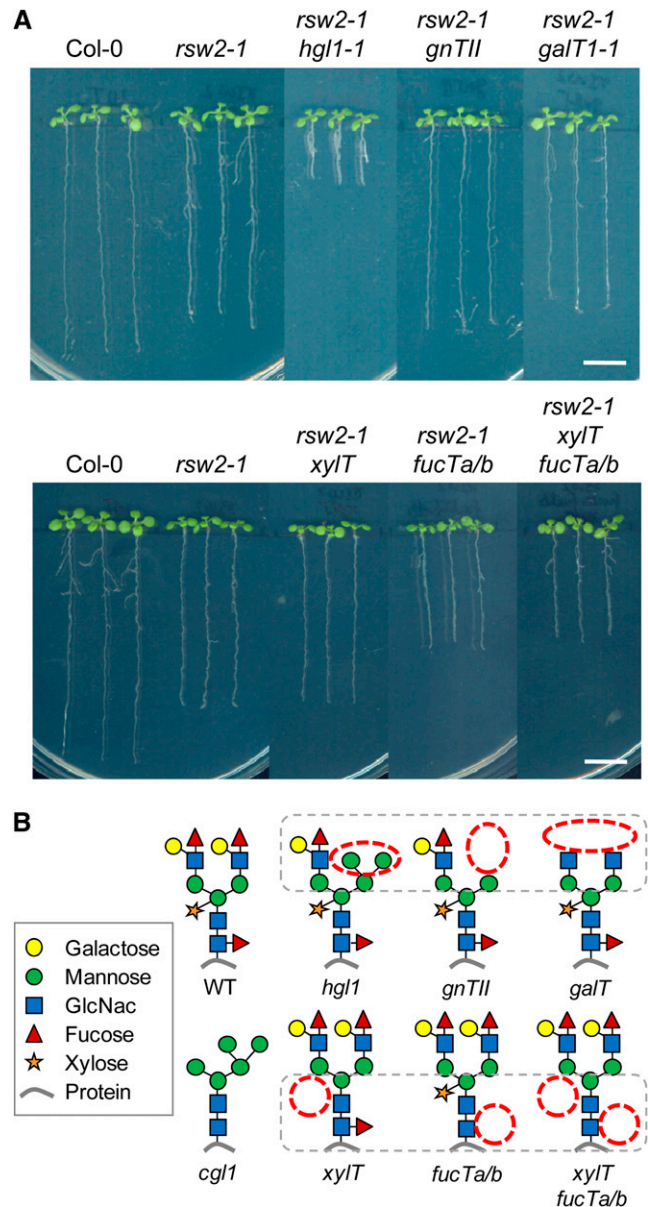 A
Col-0 rsw2-1 rsw2-1 hgl1-1 rsw2-1 gnTII rsw2-1 galT1-1
Col-0 rsw2-1 rsw2-1 xylT rsw2-1 fucTa/b rsw2-1 xylT fucTa/b
B
Galactose
Mannose
GlcNac
Fucose
Xylose
Protein
WT hgl1 gnTII galT
cgl1 xylT fucTa/b xylT fucTa/b